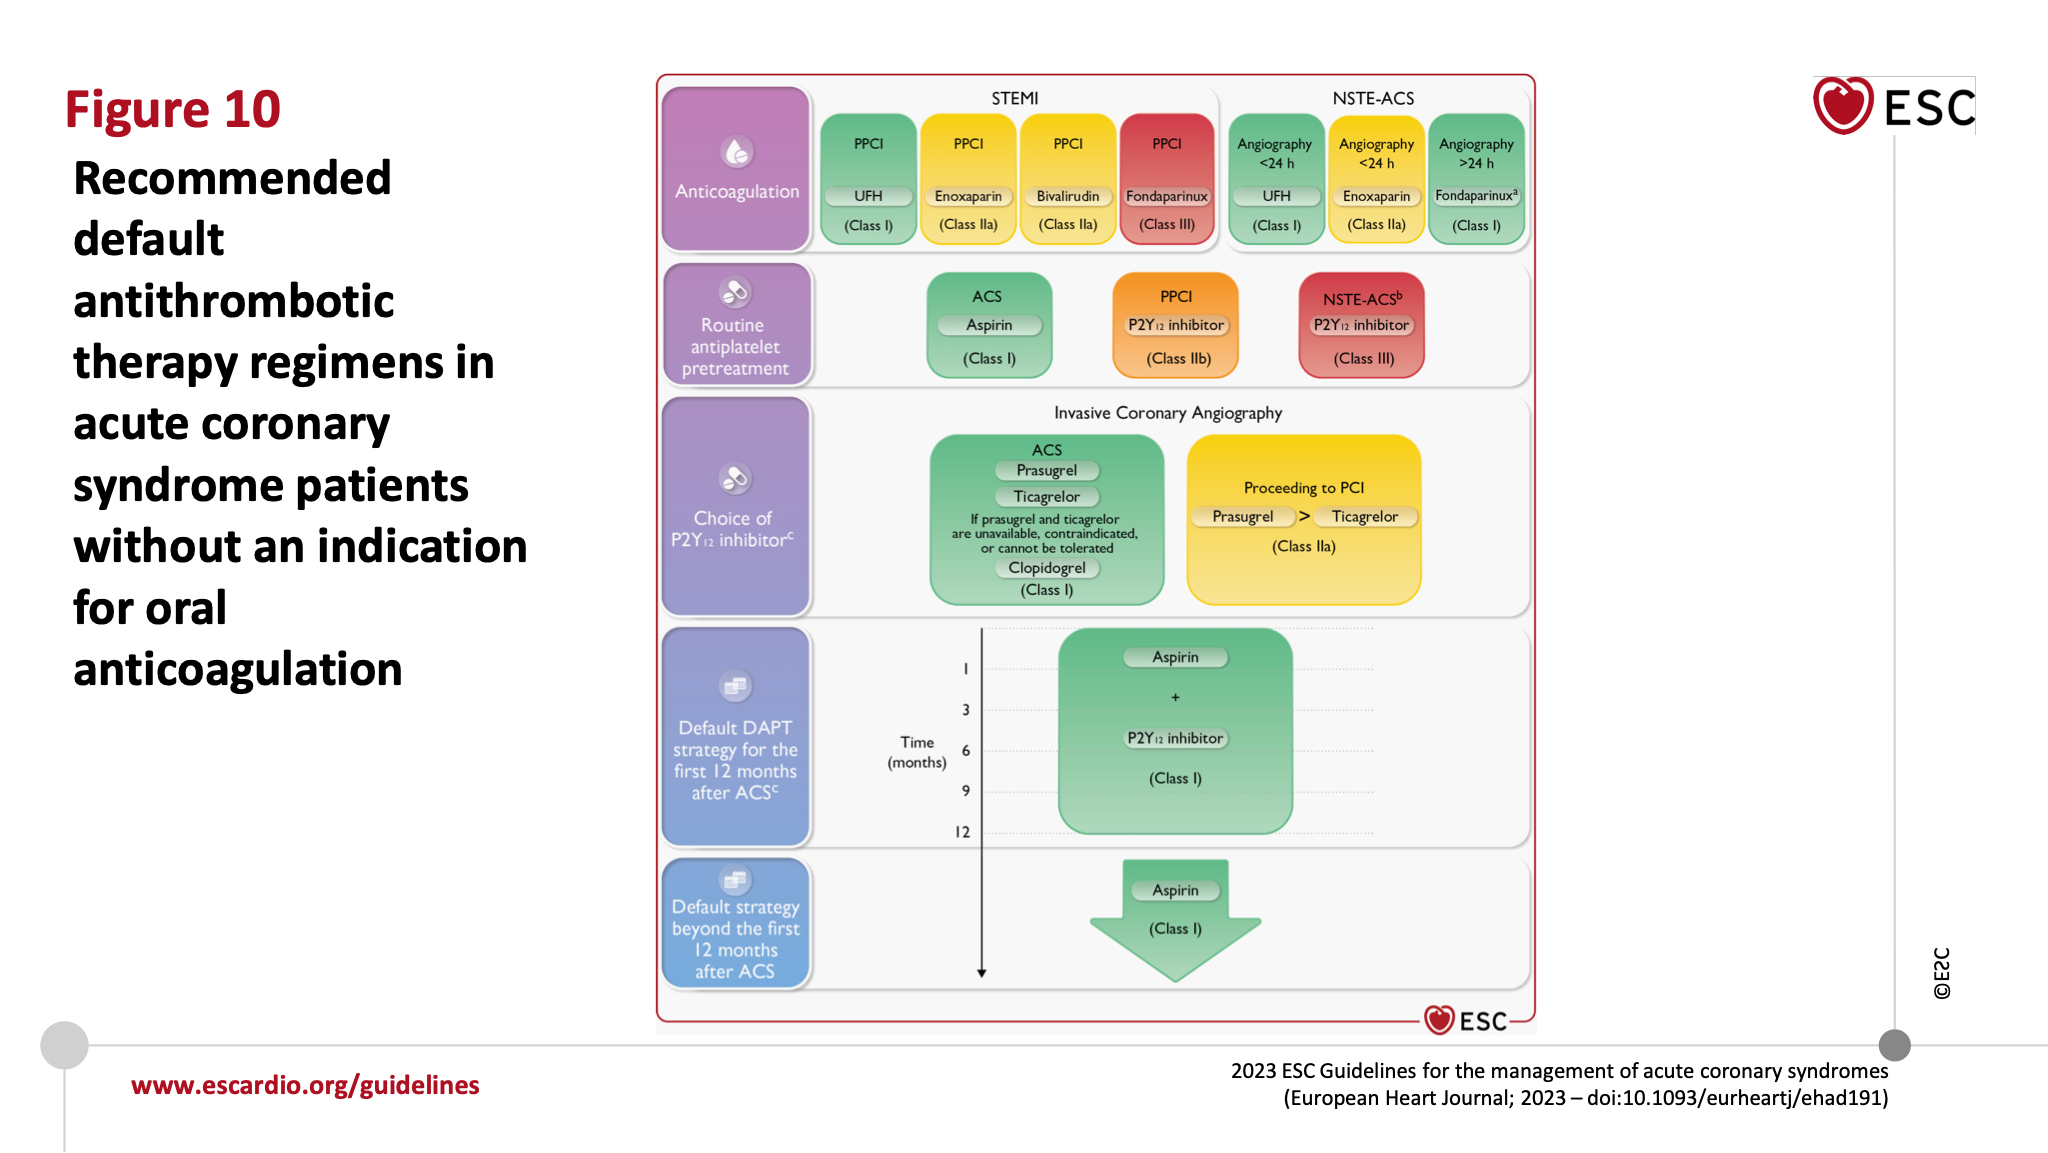 Figure 10
Recommended
default
antithrombotic
therapy regimens in
acute coronary
syndrome patients
without an indication
for oral
anticoagulation
ESC
Anticoagulation
STEMI
PPCI
UFH
(Class I)
PPCI
Enoxaparin
(Class IIa)
PPCI
Bivalirudin
(Class IIa)
PPCI
Fondaparinux
(Class III)
NSTE-ACS
Angiography
<24 h
UFH
(Class I)
Angiography
<24 h
Enoxaparin
(Class IIa)
Angiography
>24 h
Fondaparinuxᵃ
(Class I)
Routine
antiplatelet
pretreatment
ACS
Aspirin
(Class I)
PPCI
P2Y₁₂ inhibitor
(Class IIb)
NSTE-ACSᵇ
P2Y₁₂ inhibitor
(Class III)
Choice of
P2Y₁₂ inhibitorᶜ
Invasive Coronary Angiography
ACS
Prasugrel
Ticagrelor
If prasugrel and ticagrelor
are unavailable, contraindicated,
or cannot be tolerated
Clopidogrel
(Class I)
Proceeding to PCI
Prasugrel > Ticagrelor
(Class IIa)
Default DAPT
strategy for the
first 12 months
after ACSᶜ
Time
(months)
1
3
6
9
12
Aspirin
+
P2Y₁₂ inhibitor
(Class I)
Default strategy
beyond the first
12 months
after ACS
Aspirin
(Class I)
ESC
©ESC
www.escardio.org/guidelines
2023 ESC Guidelines for the management of acute coronary syndromes
(European Heart Journal; 2023 – doi:10.1093/eurheartj/ehad191)